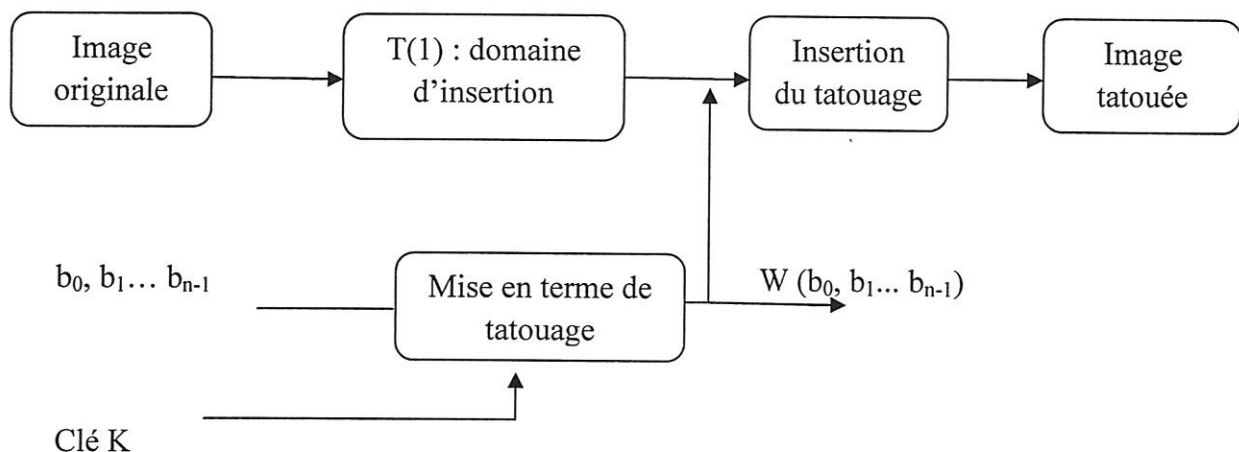 Image
originale
T(1) : domaine
d’insertion
Insertion
du tatouage
Image
tatouée
b₀, b₁… bₙ₋₁
Mise en terme de
tatouage
W (b₀, b₁... bₙ₋₁)
Clé K